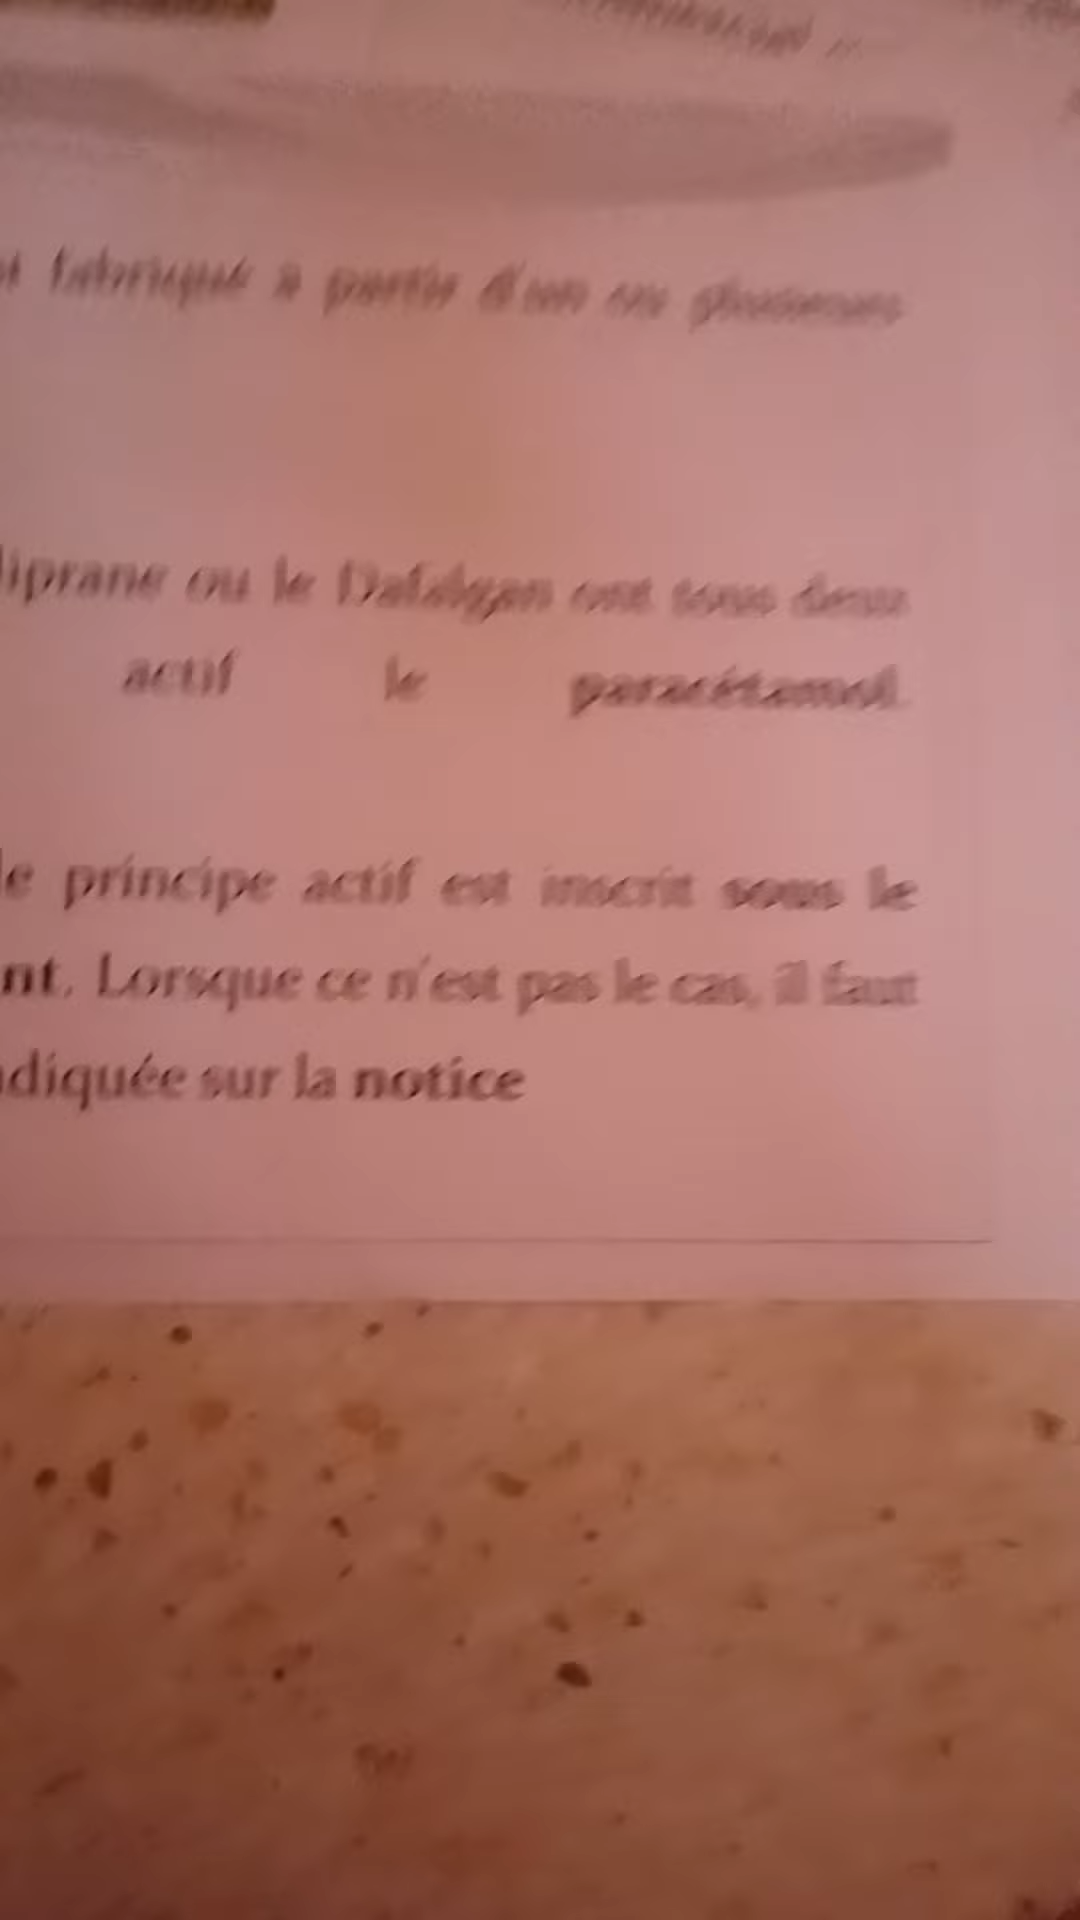 fabriqué à partir d'un ou plusieurs
liprane ou le Dafalgan ont tous deux
actif le paracétamol.
le principe actif est inscrit sous le
nt. Lorsque ce n'est pas le cas, il faut
ndiquée sur la notice